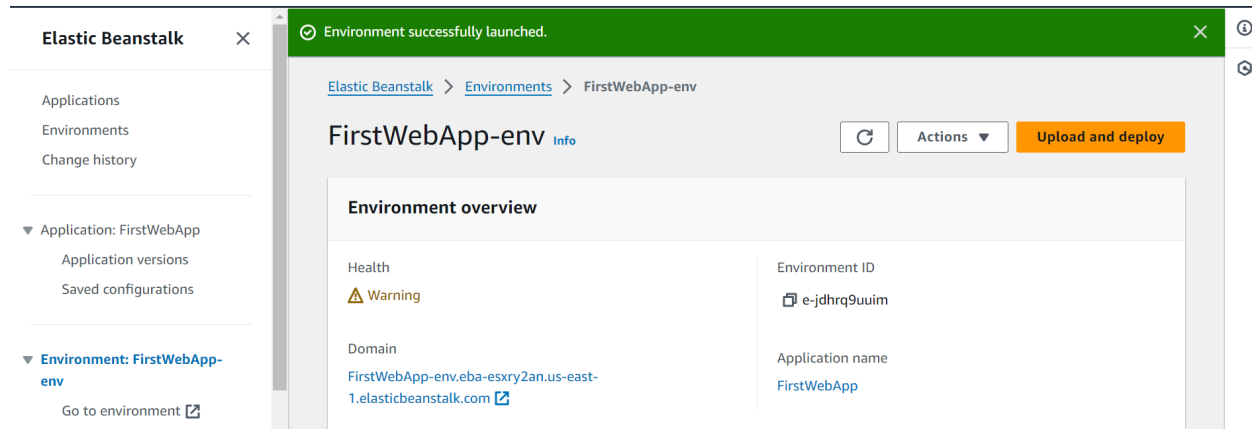 Elastic Beanstalk
Applications
Environments
Change history
Application: FirstWebApp
Application versions
Saved configurations
Environment: FirstWebApp-
env
Go to environment
Environment successfully launched.
Elastic Beanstalk > Environments > FirstWebApp-env
FirstWebApp-env Info
Actions
Upload and deploy
Environment overview
Health
Warning
Domain
FirstWebApp-env.eba-esxry2an.us-east-
1.elasticbeanstalk.com
Environment ID
e-jdhrq9uuim
Application name
FirstWebApp